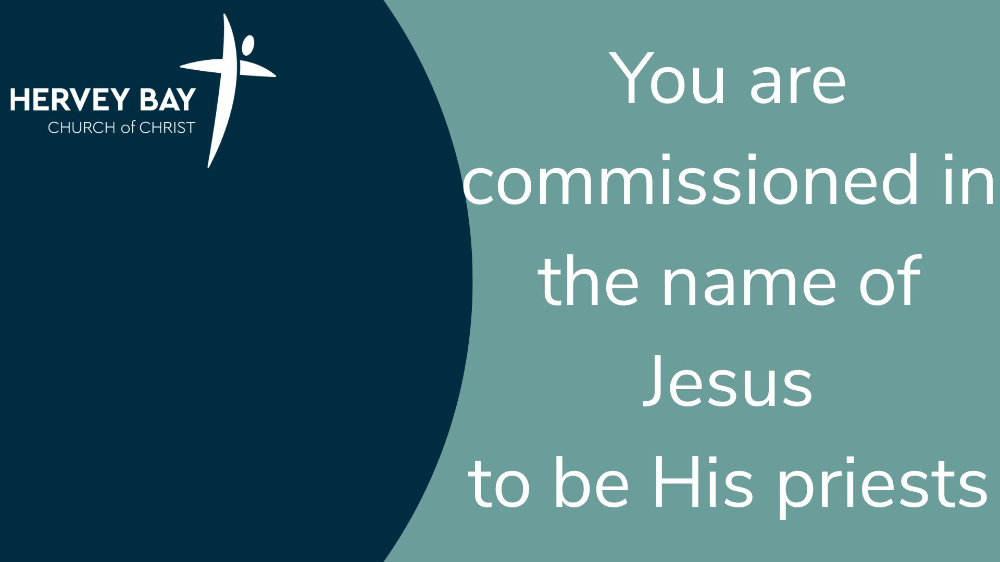 HERVEY BAY
CHURCH of CHRIST
You are
commissioned in
the name of
Jesus
to be His priests